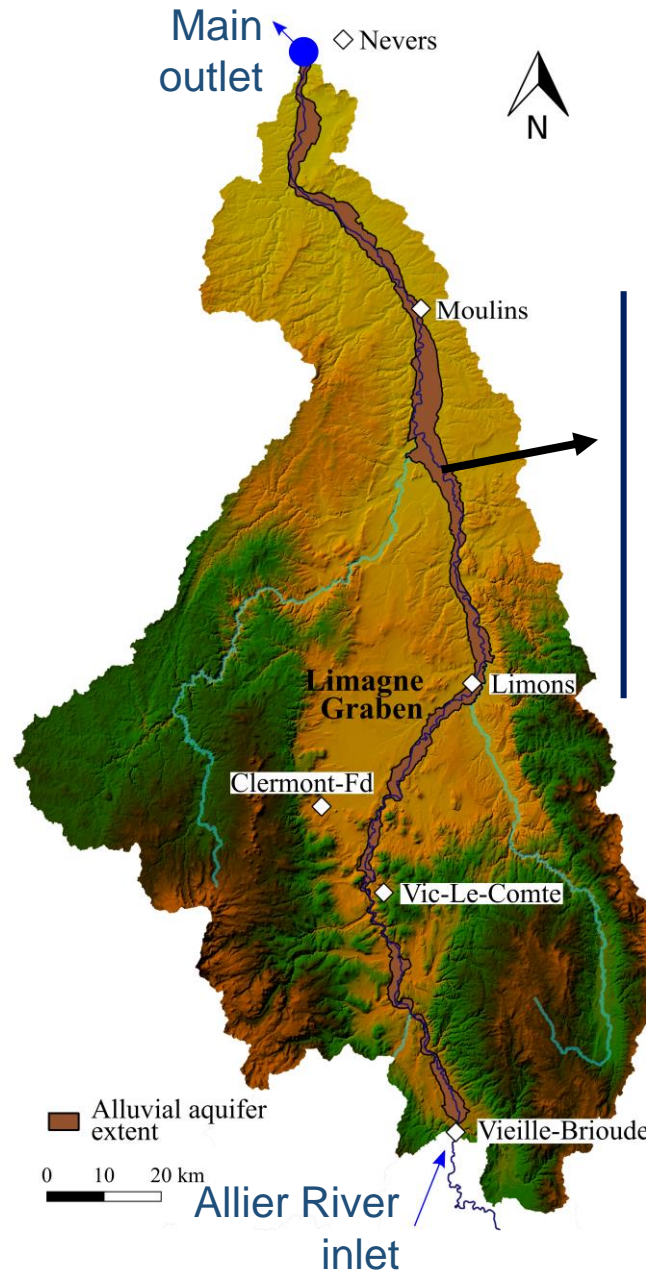 Main
outlet
Nevers
N
Moulins
Limagne
Graben
Limons
Clermont-Fd
Vic-Le-Comte
Alluvial aquifer
extent
Vieille-Brioude
0 10 20 km
Allier River
inlet